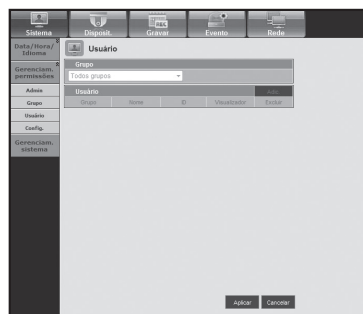 Sistema Disposit. Gravar Evento Rede
Data/Hora/
Idioma
Usuário
Gerenciam.
permissões
Grupo
Todos grupos
Admin
Usuário Adic.
Grupo Nome ID Visualizador Excluir
Grupo
Usuário
Config.
Gerenciam.
sistema
Aplicar Cancelar